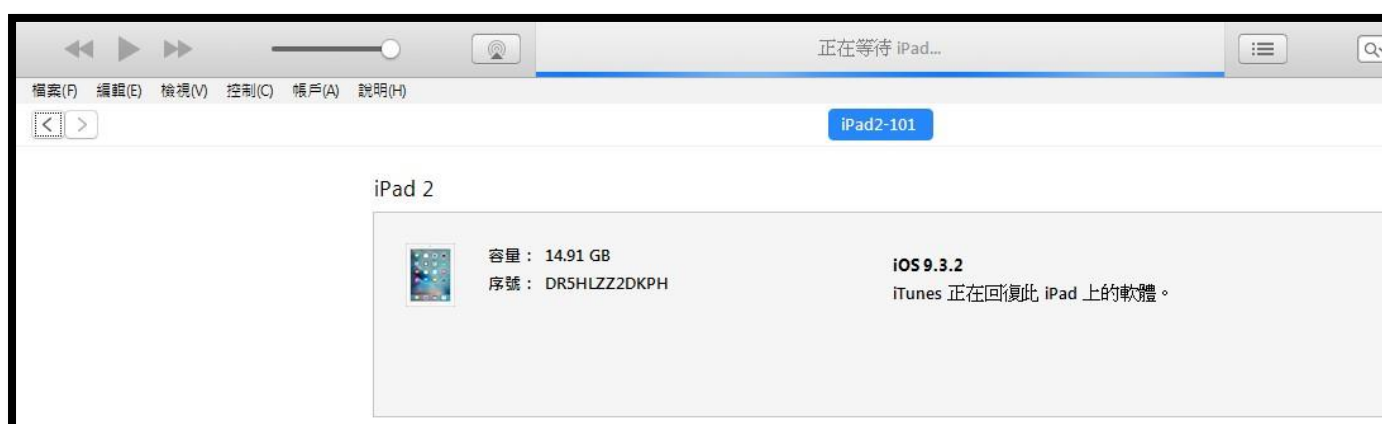 正在等待 iPad...
檔案(F) 編輯(E) 檢視(V) 控制(C) 帳戶(A) 說明(H)
iPad2-101
iPad 2
容量： 14.91 GB
序號： DR5HLZZ2DKPH
iOS 9.3.2
iTunes 正在回復此 iPad 上的軟體。